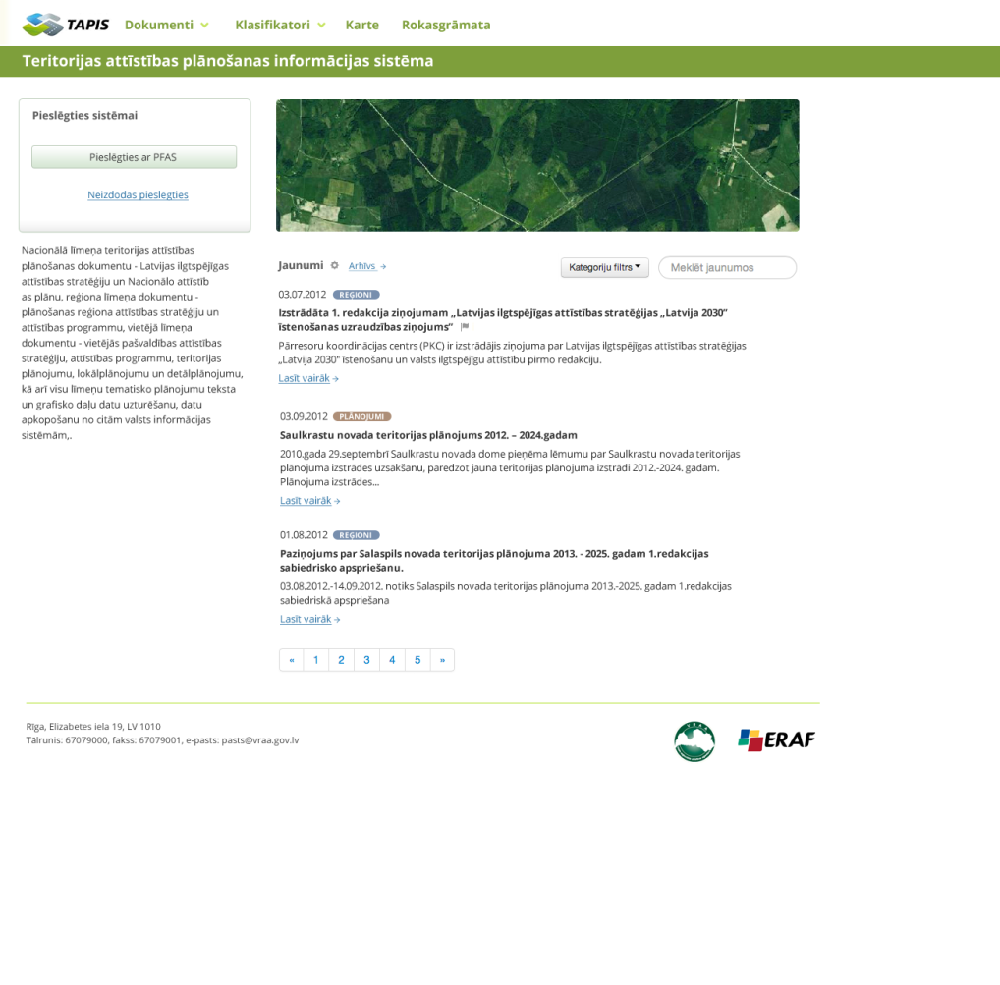 TAPIS Dokumenti Klasifikatori Karte Rokasgrāmata
Teritorijas attīstības plānošanas informācijas sistēma
Pieslēgties sistēmai
Pieslēgties ar PFAS
Neizdodas pieslēgties
Nacionālā līmeņa teritorijas attīstības
plānošanas dokumentu - Latvijas ilgtspējīgas
attīstības stratēģiju un Nacionālo attīstīb
as plānu, reģiona līmeņa dokumentu -
plānošanas reģiona attīstības stratēģiju un
attīstības programmu, vietējā līmeņa
dokumentu - vietējās pašvaldības attīstības
stratēģiju, attīstības programmu, teritorijas
plānojumu, lokālplānojumu un detālplānojumu,
kā arī visu līmeņu tematisko plānojumu teksta
un grafisko daļu datu uzturēšanu, datu
apkopošanu no citām valsts informācijas
sistēmām,.
Jaunumi Arhīvs → Kategoriju filtrs Meklēt jaunumos
03.07.2012 REĢIONI
Izstrādāta 1. redakcija ziņojumam „Latvijas ilgtspējīgas attīstības stratēģijas „Latvija 2030”
īstenošanas uzraudzības ziņojums”
Pārresoru koordinācijas centrs (PKC) ir izstrādājis ziņojuma par Latvijas ilgtspējīgas attīstības stratēģijas
„Latvija 2030" īstenošanu un valsts ilgtspējīgu attīstību pirmo redakciju.
Lasīt vairāk →
03.09.2012 PLĀNOJUMI
Saulkrastu novada teritorijas plānojums 2012. – 2024.gadam
2010.gada 29.septembrī Saulkrastu novada dome pieņēma lēmumu par Saulkrastu novada teritorijas
plānojuma izstrādes uzsākšanu, paredzot jauna teritorijas plānojuma izstrādi 2012.-2024. gadam.
Plānojuma izstrādes...
Lasīt vairāk →
01.08.2012 REĢIONI
Paziņojums par Salaspils novada teritorijas plānojuma 2013. - 2025. gadam 1.redakcijas
sabiedrisko apspriešanu.
03.08.2012.-14.09.2012. notiks Salaspils novada teritorijas plānojuma 2013.-2025. gadam 1.redakcijas
sabiedriskā apspriešana
Lasīt vairāk →
« 1 2 3 4 5 »
Rīga, Elizabetes iela 19, LV 1010
Tālrunis: 67079000, fakss: 67079001, e-pasts: pasts@vraa.gov.lv
VRAA
ERAF